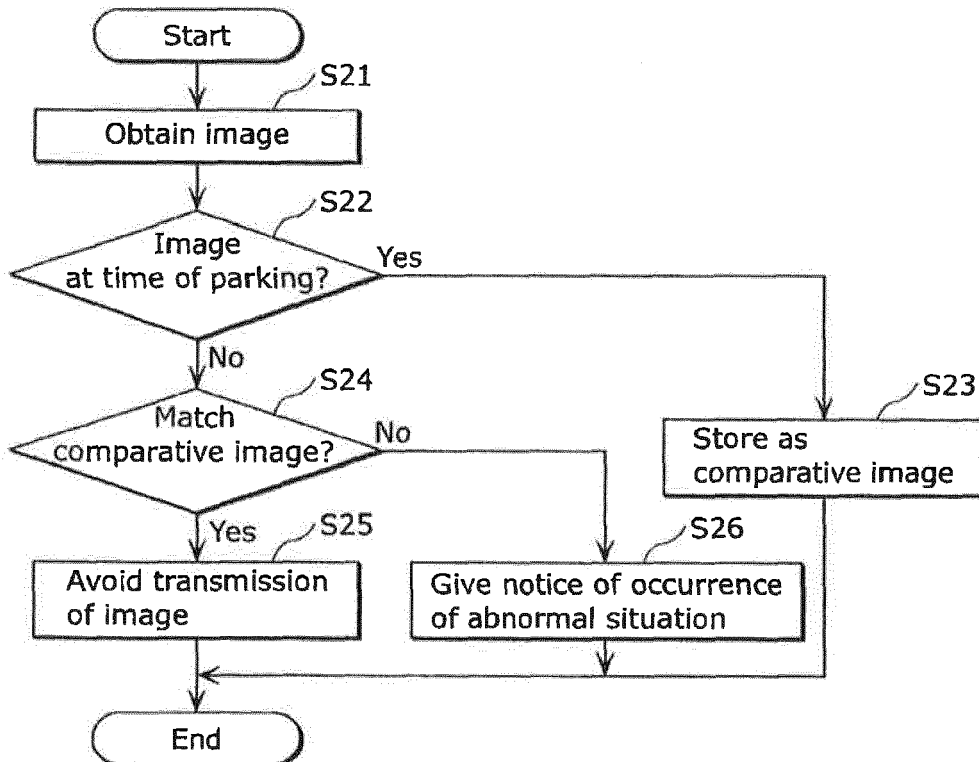 Start
S21
Obtain image
S22
Image
at time of parking?
Yes
No
S24
Match
comparative image?
No
S23
Store as
comparative image
Yes
S25
Avoid transmission
of image
S26
Give notice of occurrence
of abnormal situation
End